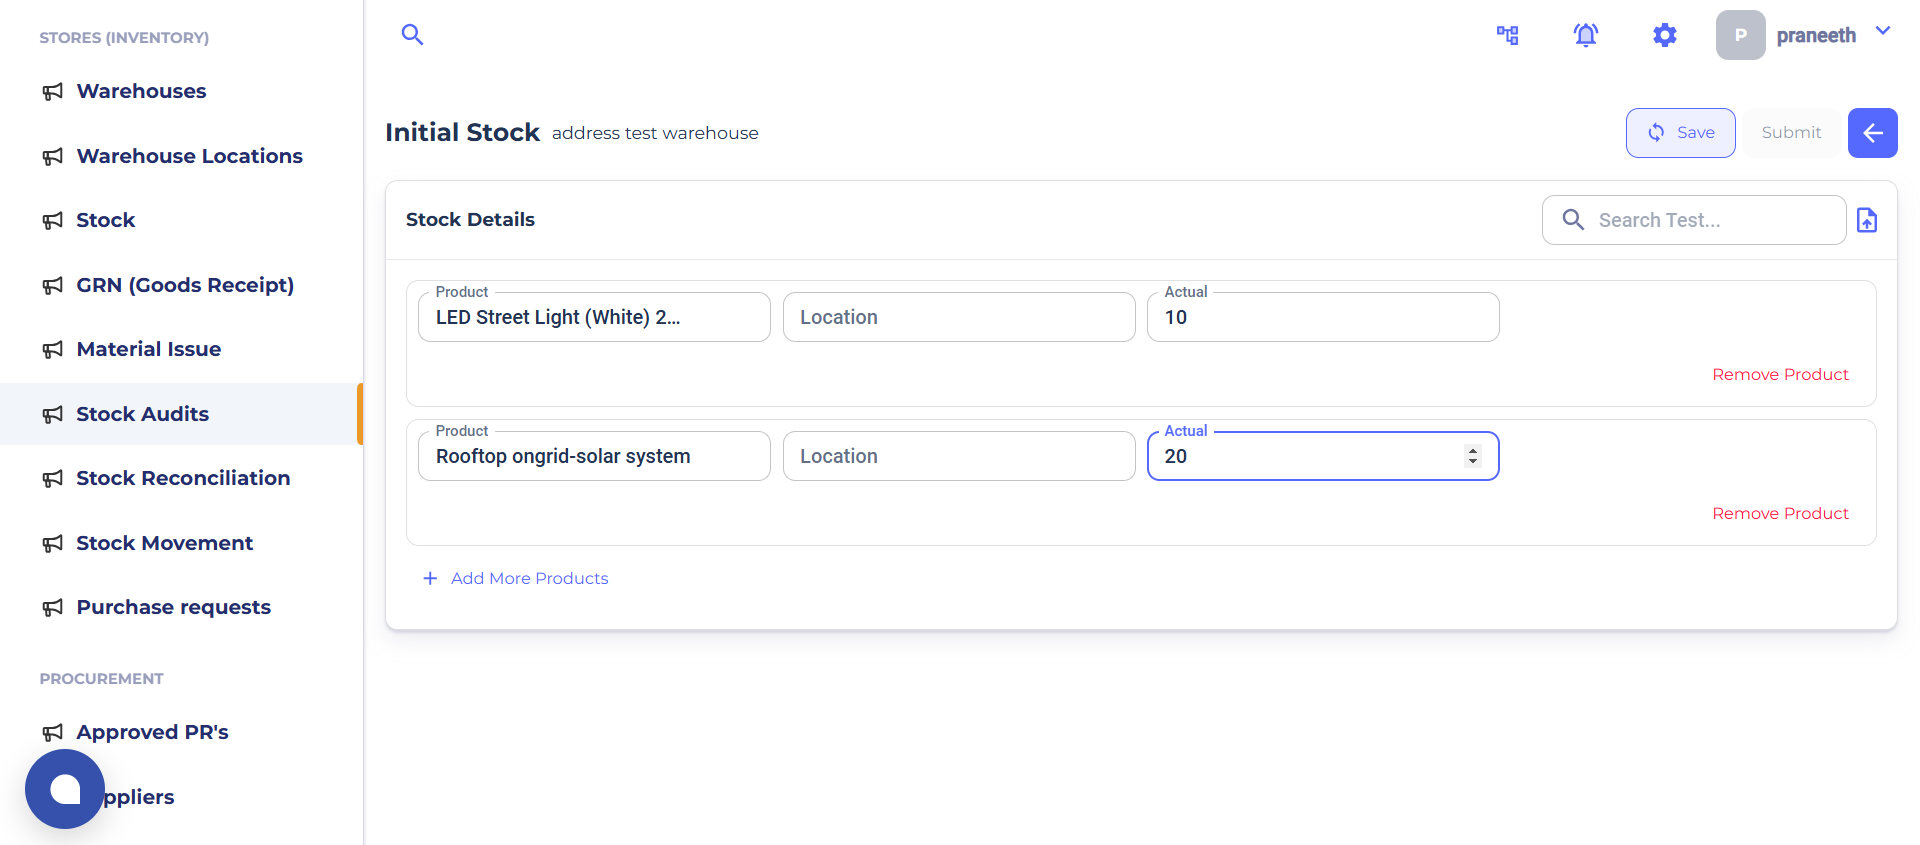 STORES (INVENTORY)
Warehouses
Warehouse Locations
Stock
GRN (Goods Receipt)
Material Issue
Stock Audits
Stock Reconciliation
Stock Movement
Purchase requests
PROCUREMENT
Approved PR's
ppliers
P praneeth
Initial Stock address test warehouse
Save Submit
Stock Details
Search Test...
Product
LED Street Light (White) 2...
Location
Actual
10
Remove Product
Product
Rooftop ongrid-solar system
Location
Actual
20
Remove Product
+ Add More Products